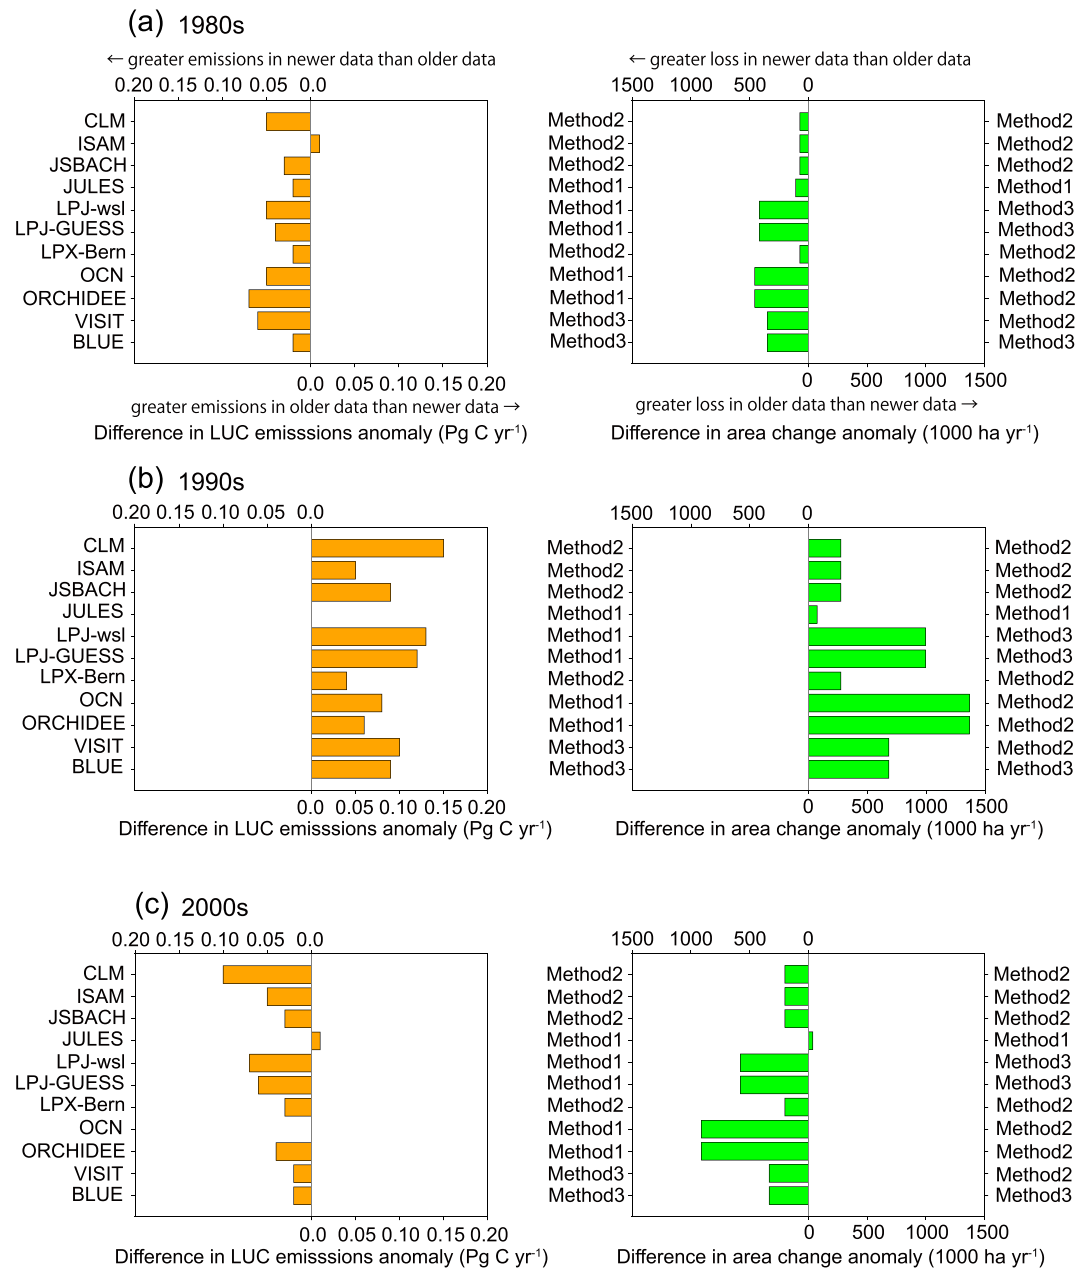 (a) 1980s
← greater emissions in newer data than older data
← greater loss in newer data than older data
0.20 0.15 0.10 0.05 0.0
1500 1000 500 0
CLM Method2 Method2
ISAM Method2 Method2
JSBACH Method2 Method2
JULES Method1 Method1
LPJ-wsl Method1 Method3
LPJ-GUESS Method1 Method3
LPX-Bern Method2 Method2
OCN Method1 Method2
ORCHIDEE Method1 Method2
VISIT Method3 Method2
BLUE Method3 Method3
0.0 0.05 0.10 0.15 0.20
0 500 1000 1500
greater emissions in older data than newer data →
greater loss in older data than newer data →
Difference in LUC emisssions anomaly (Pg C yr-1)
Difference in area change anomaly (1000 ha yr-1)
(b) 1990s
0.20 0.15 0.10 0.05 0.0
1500 1000 500 0
CLM Method2 Method2
ISAM Method2 Method2
JSBACH Method2 Method2
JULES Method1 Method1
LPJ-wsl Method1 Method3
LPJ-GUESS Method1 Method3
LPX-Bern Method2 Method2
OCN Method1 Method2
ORCHIDEE Method1 Method2
VISIT Method3 Method2
BLUE Method3 Method3
0.0 0.05 0.10 0.15 0.20
0 500 1000 1500
Difference in LUC emisssions anomaly (Pg C yr-1)
Difference in area change anomaly (1000 ha yr-1)
(c) 2000s
0.20 0.15 0.10 0.05 0.0
1500 1000 500 0
CLM Method2 Method2
ISAM Method2 Method2
JSBACH Method2 Method2
JULES Method1 Method1
LPJ-wsl Method1 Method3
LPJ-GUESS Method1 Method3
LPX-Bern Method2 Method2
OCN Method1 Method2
ORCHIDEE Method1 Method2
VISIT Method3 Method2
BLUE Method3 Method3
0.0 0.05 0.10 0.15 0.20
0 500 1000 1500
Difference in LUC emisssions anomaly (Pg C yr-1)
Difference in area change anomaly (1000 ha yr-1)